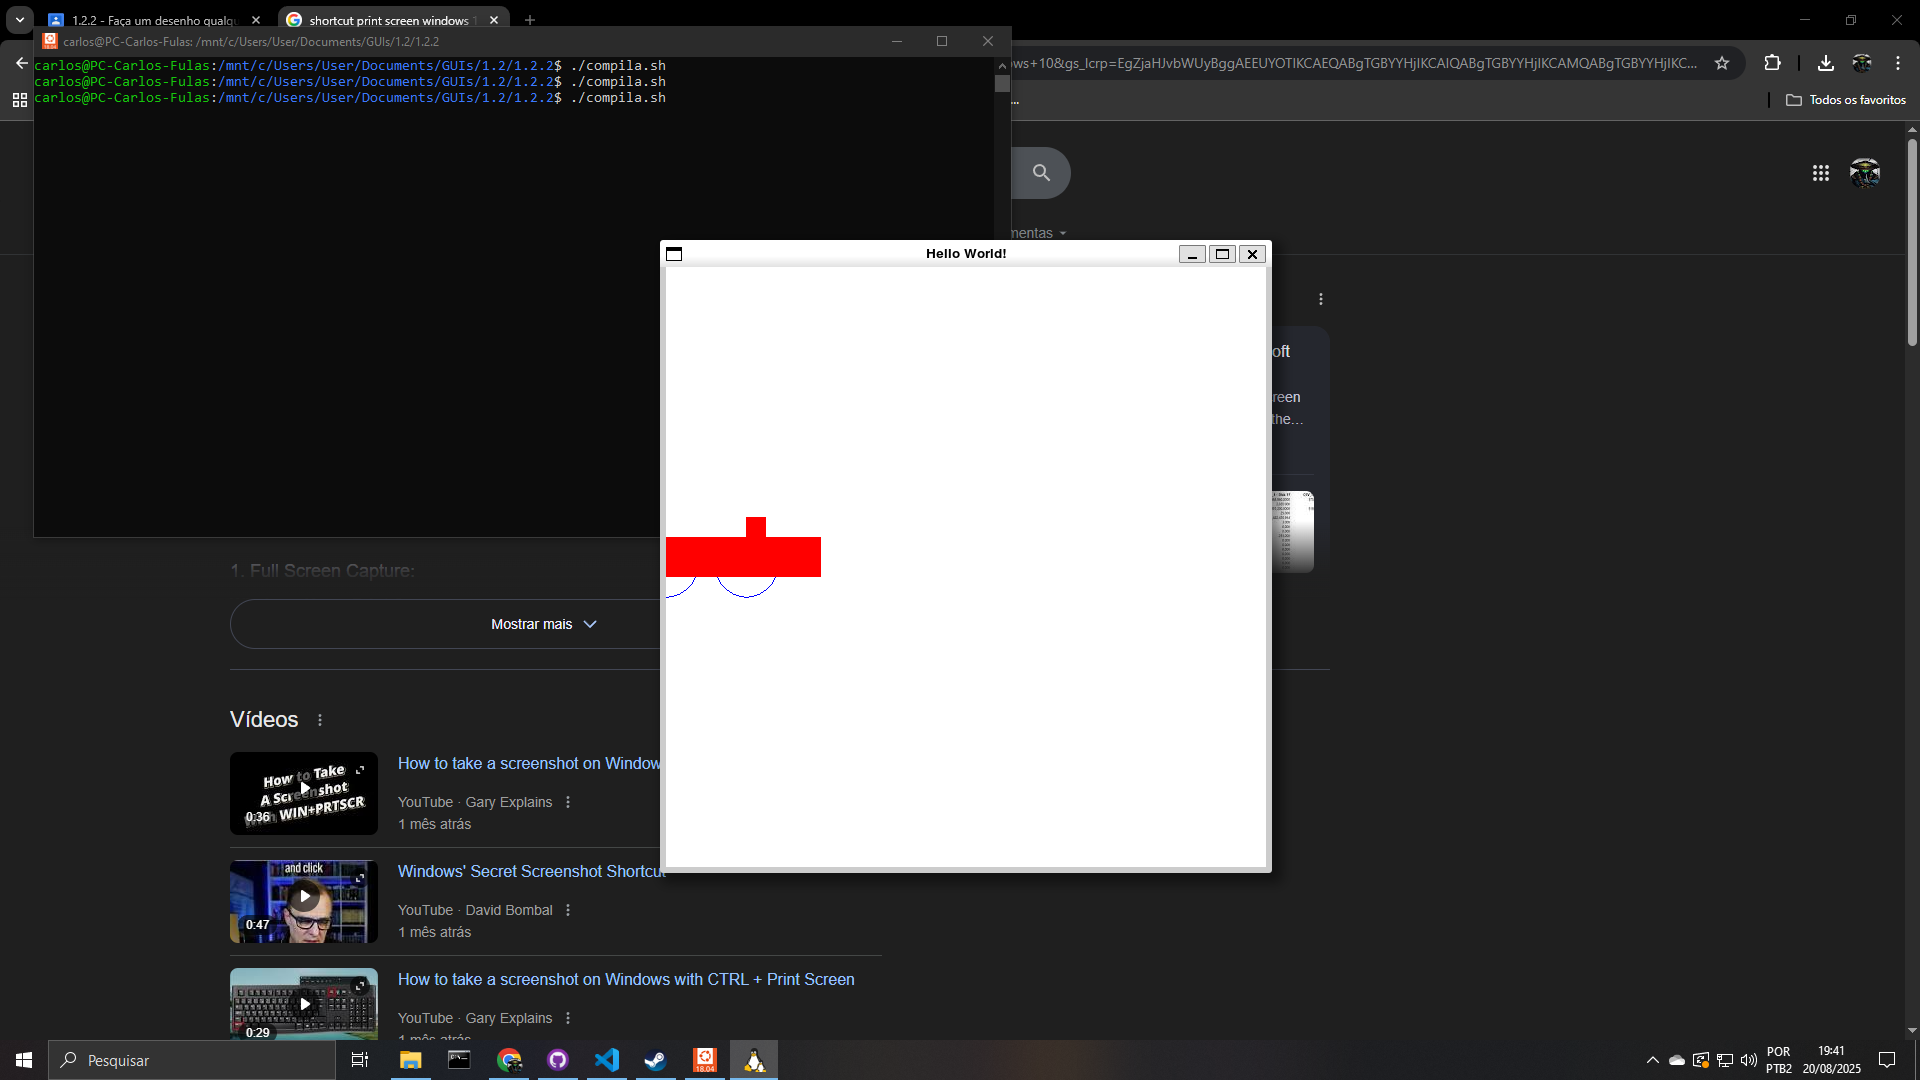 1.2.2 - Faça um desenho qualqu
shortcut print screen windows 1
carlos@PC-Carlos-Fulas: /mnt/c/Users/User/Documents/GUIs/1.2/1.2.2
ws+10&gs_lcrp=EgZjaHJvbWUyBggAEEUYOTIKCAEQABgTGBYYHjIKCAIQABgTGBYYHjIKCAMQABgTGBYYHjIKC...
carlos@PC-Carlos-Fulas:/mnt/c/Users/User/Documents/GUIs/1.2/1.2.2$ ./compila.sh
carlos@PC-Carlos-Fulas:/mnt/c/Users/User/Documents/GUIs/1.2/1.2.2$ ./compila.sh
carlos@PC-Carlos-Fulas:/mnt/c/Users/User/Documents/GUIs/1.2/1.2.2$ ./compila.sh
...
Todos os favoritos
mentas
Hello World!
oft
reen
the...
1. Full Screen Capture:
Mostrar mais
Vídeos
How to Take
A Screenshot
with WIN+PRTSCR
0:36
How to take a screenshot on Window
YouTube · Gary Explains
1 mês atrás
and click
0:47
Windows' Secret Screenshot Shortcut
YouTube · David Bombal
1 mês atrás
0:29
How to take a screenshot on Windows with CTRL + Print Screen
YouTube · Gary Explains
1 mês atrás
Pesquisar
18.04
POR
PTB2
19:41
20/08/2025